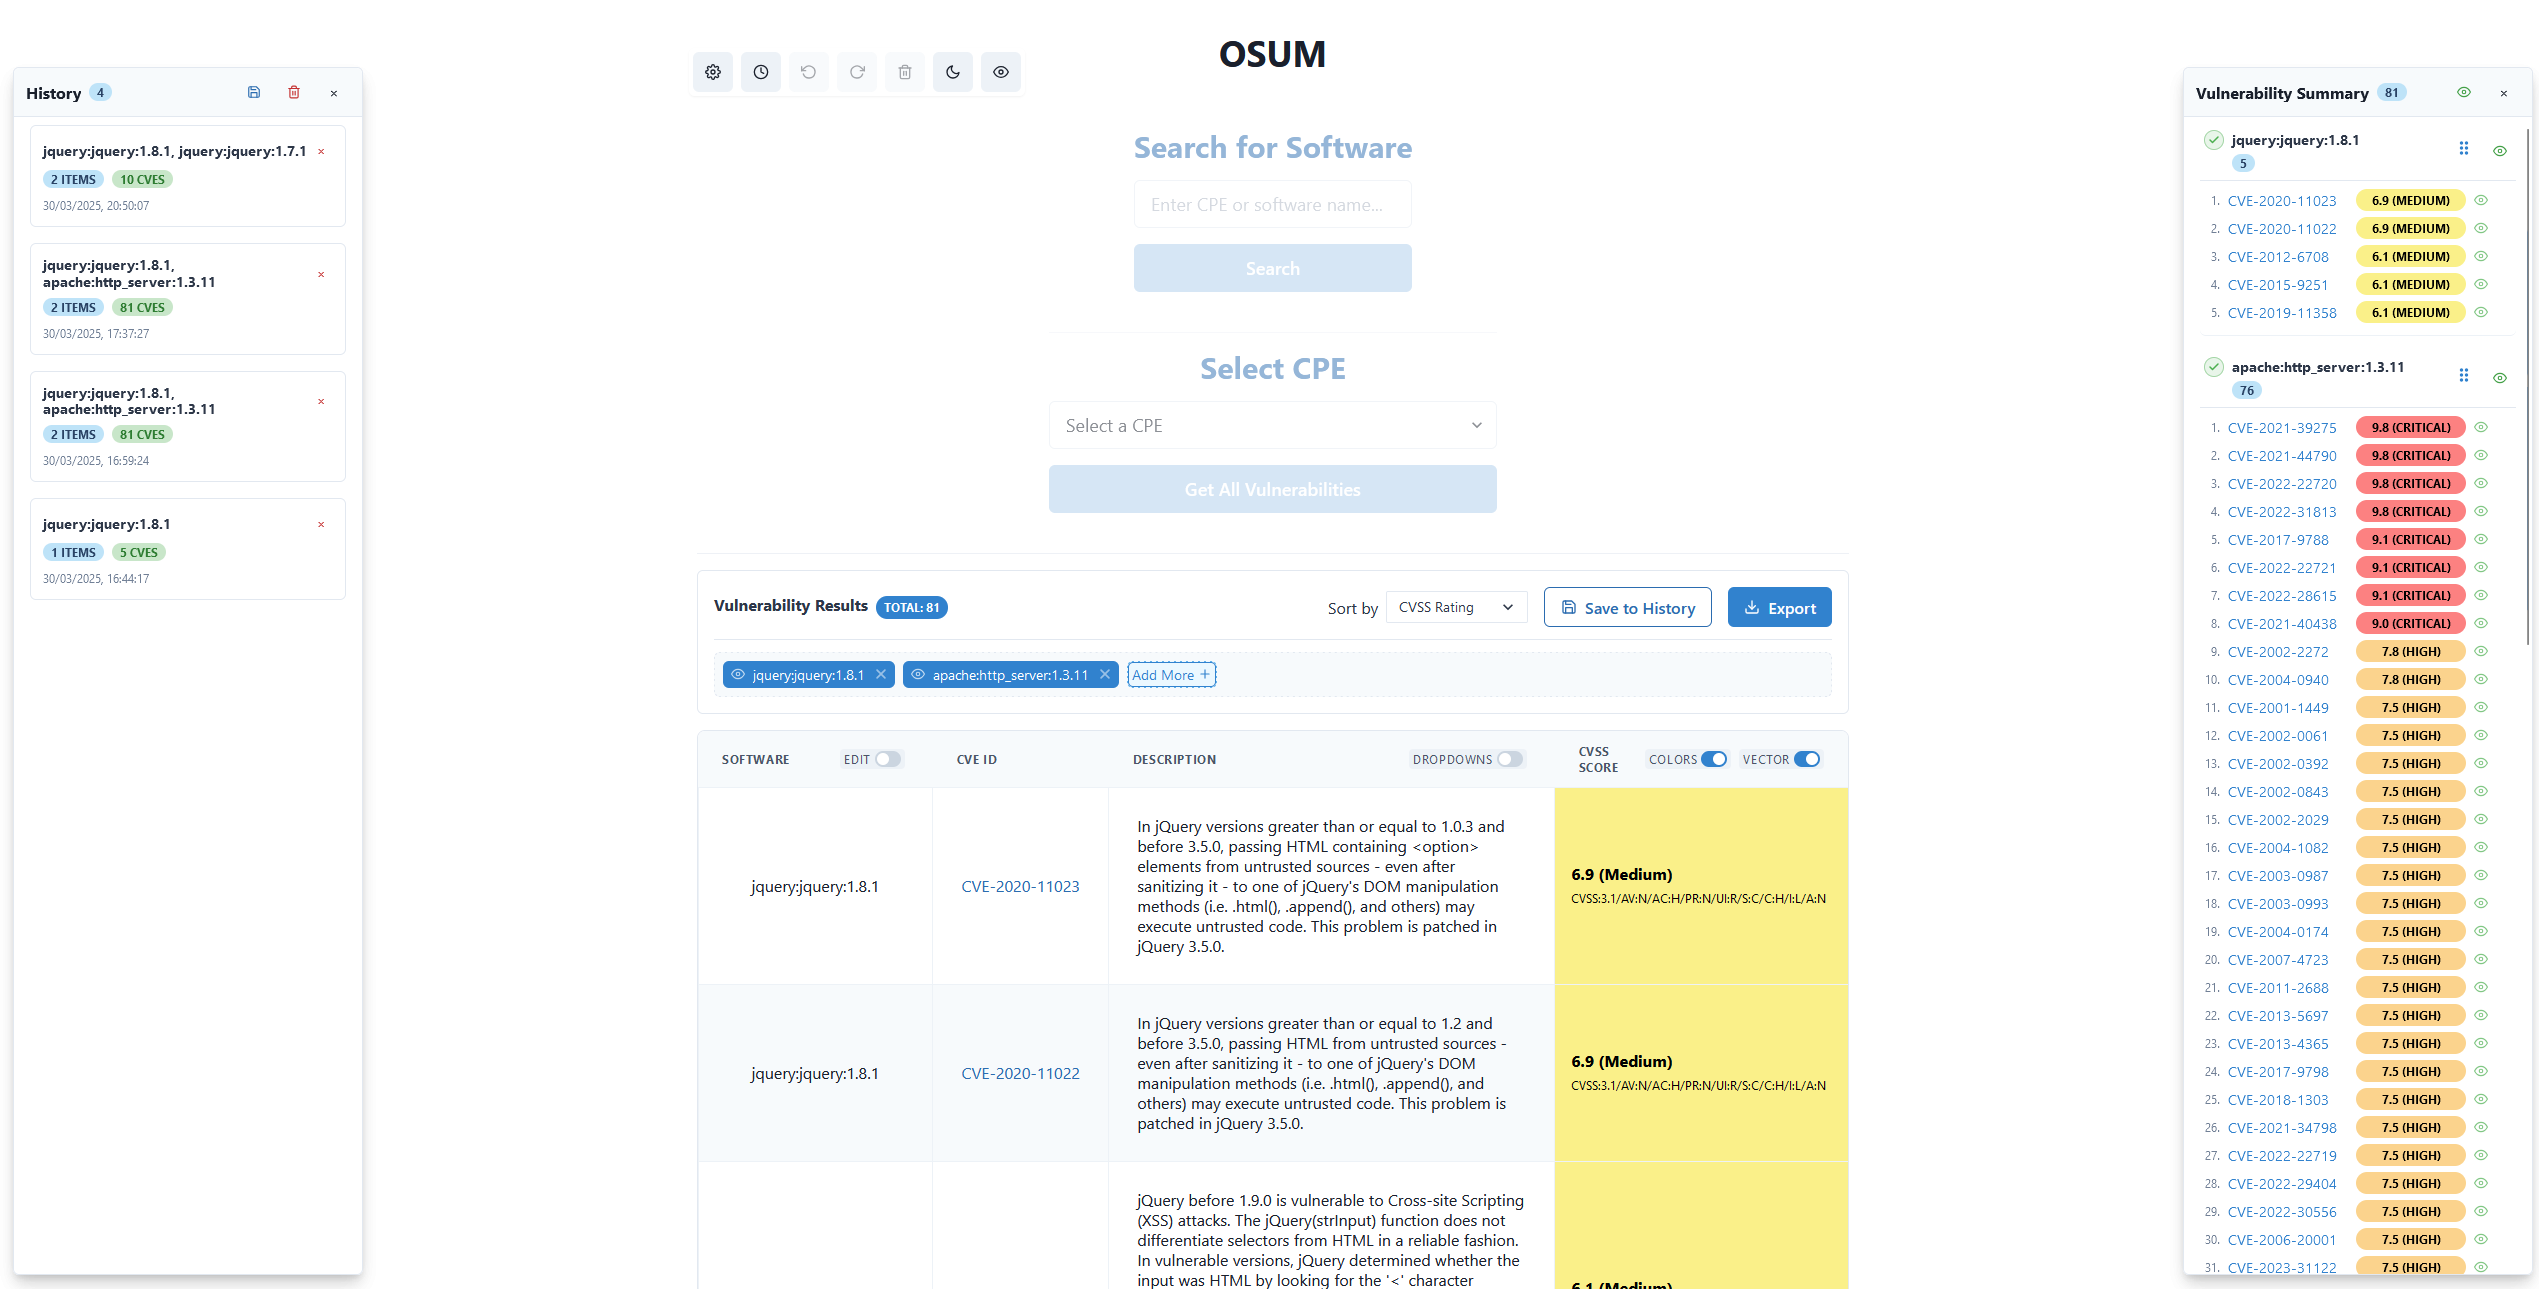 OSUM
History 4
jquery:jquery:1.8.1, jquery:jquery:1.7.1
2 ITEMS 10 CVES
30/03/2025, 20:50:07
jquery:jquery:1.8.1,
apache:http_server:1.3.11
2 ITEMS 81 CVES
30/03/2025, 17:37:27
jquery:jquery:1.8.1,
apache:http_server:1.3.11
2 ITEMS 81 CVES
30/03/2025, 16:59:24
jquery:jquery:1.8.1
1 ITEMS 5 CVES
30/03/2025, 16:44:17
Search for Software
Enter CPE or software name...
Search
Select CPE
Select a CPE
Get All Vulnerabilities
Vulnerability Results TOTAL: 81
Sort by CVSS Rating Save to History Export
jquery:jquery:1.8.1 apache:http_server:1.3.11 Add More +
SOFTWARE EDIT CVE ID DESCRIPTION DROPDOWNS CVSS SCORE COLORS VECTOR
jquery:jquery:1.8.1
CVE-2020-11023
In jQuery versions greater than or equal to 1.0.3 and
before 3.5.0, passing HTML containing <option>
elements from untrusted sources - even after
sanitizing it - to one of jQuery's DOM manipulation
methods (i.e. .html(), .append(), and others) may
execute untrusted code. This problem is patched in
jQuery 3.5.0.
6.9 (Medium)
CVSS:3.1/AV:N/AC:H/PR:N/UI:R/S:C/C:H/I:L/A:N
jquery:jquery:1.8.1
CVE-2020-11022
In jQuery versions greater than or equal to 1.2 and
before 3.5.0, passing HTML from untrusted sources -
even after sanitizing it - to one of jQuery's DOM
manipulation methods (i.e. .html(), .append(), and
others) may execute untrusted code. This problem is
patched in jQuery 3.5.0.
6.9 (Medium)
CVSS:3.1/AV:N/AC:H/PR:N/UI:R/S:C/C:H/I:L/A:N
jQuery before 1.9.0 is vulnerable to Cross-site Scripting
(XSS) attacks. The jQuery(strInput) function does not
differentiate selectors from HTML in a reliable fashion.
In vulnerable versions, jQuery determined whether the
input was HTML by looking for the '<' character
6.1 (Medium)
Vulnerability Summary 81
jquery:jquery:1.8.1
5
1. CVE-2020-11023 6.9 (MEDIUM)
2. CVE-2020-11022 6.9 (MEDIUM)
3. CVE-2012-6708 6.1 (MEDIUM)
4. CVE-2015-9251 6.1 (MEDIUM)
5. CVE-2019-11358 6.1 (MEDIUM)
apache:http_server:1.3.11
76
1. CVE-2021-39275 9.8 (CRITICAL)
2. CVE-2021-44790 9.8 (CRITICAL)
3. CVE-2022-22720 9.8 (CRITICAL)
4. CVE-2022-31813 9.8 (CRITICAL)
5. CVE-2017-9788 9.1 (CRITICAL)
6. CVE-2022-22721 9.1 (CRITICAL)
7. CVE-2022-28615 9.1 (CRITICAL)
8. CVE-2021-40438 9.0 (CRITICAL)
9. CVE-2002-2272 7.8 (HIGH)
10. CVE-2004-0940 7.8 (HIGH)
11. CVE-2001-1449 7.5 (HIGH)
12. CVE-2002-0061 7.5 (HIGH)
13. CVE-2002-0392 7.5 (HIGH)
14. CVE-2002-0843 7.5 (HIGH)
15. CVE-2002-2029 7.5 (HIGH)
16. CVE-2004-1082 7.5 (HIGH)
17. CVE-2003-0987 7.5 (HIGH)
18. CVE-2003-0993 7.5 (HIGH)
19. CVE-2004-0174 7.5 (HIGH)
20. CVE-2007-4723 7.5 (HIGH)
21. CVE-2011-2688 7.5 (HIGH)
22. CVE-2013-5697 7.5 (HIGH)
23. CVE-2013-4365 7.5 (HIGH)
24. CVE-2017-9798 7.5 (HIGH)
25. CVE-2018-1303 7.5 (HIGH)
26. CVE-2021-34798 7.5 (HIGH)
27. CVE-2022-22719 7.5 (HIGH)
28. CVE-2022-29404 7.5 (HIGH)
29. CVE-2022-30556 7.5 (HIGH)
30. CVE-2006-20001 7.5 (HIGH)
31. CVE-2023-31122 7.5 (HIGH)